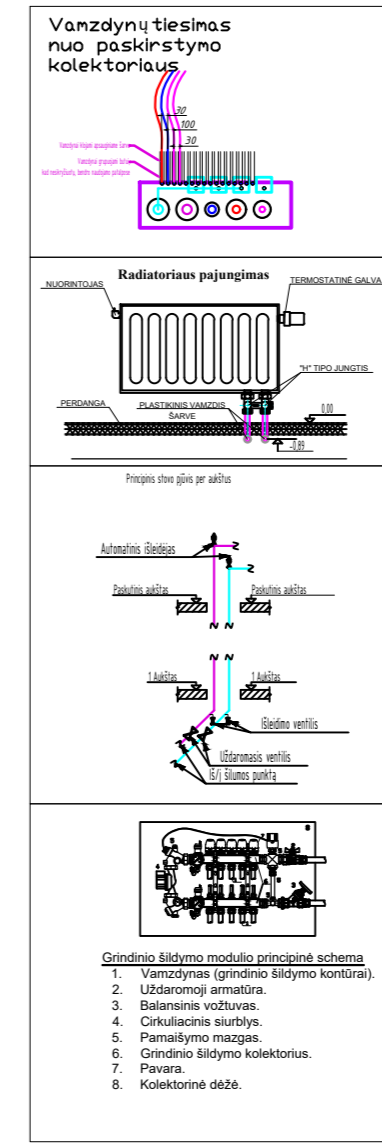 Vamzdynų tiesimas
nuo paskirstymo
kolektoriaus
30
100
30
Vamzdynai grupuojami
Radiatoriaus pajungimas
NUORINTOJAS
TERMOSTATINĖ GALVA
"H" TIPO JUNGTIS
PERDANGA
PLASTIKINIS VAMZDIS
ŠARVE
0,00
-0,89
Principinis stovo pjūvis per aukštus
Automatinis išleidėjas
Paskutinis aukštas
Paskutinis aukštas
1 Aukštas
1 Aukštas
Išleidimo ventilis
Uždaromasis ventilis
Iš/į šilumos punktą
Grindinio šildymo modulio principinė schema
1. Vamzdynas (grindinio šildymo kontūrai).
2. Uždaromoji armatūra.
3. Balansinis vožtuvas.
4. Cirkuliacinis siurblys.
5. Pamaišymo mazgas.
6. Grindinio šildymo kolektorius.
7. Pavara.
8. Kolektorinė dėžė.